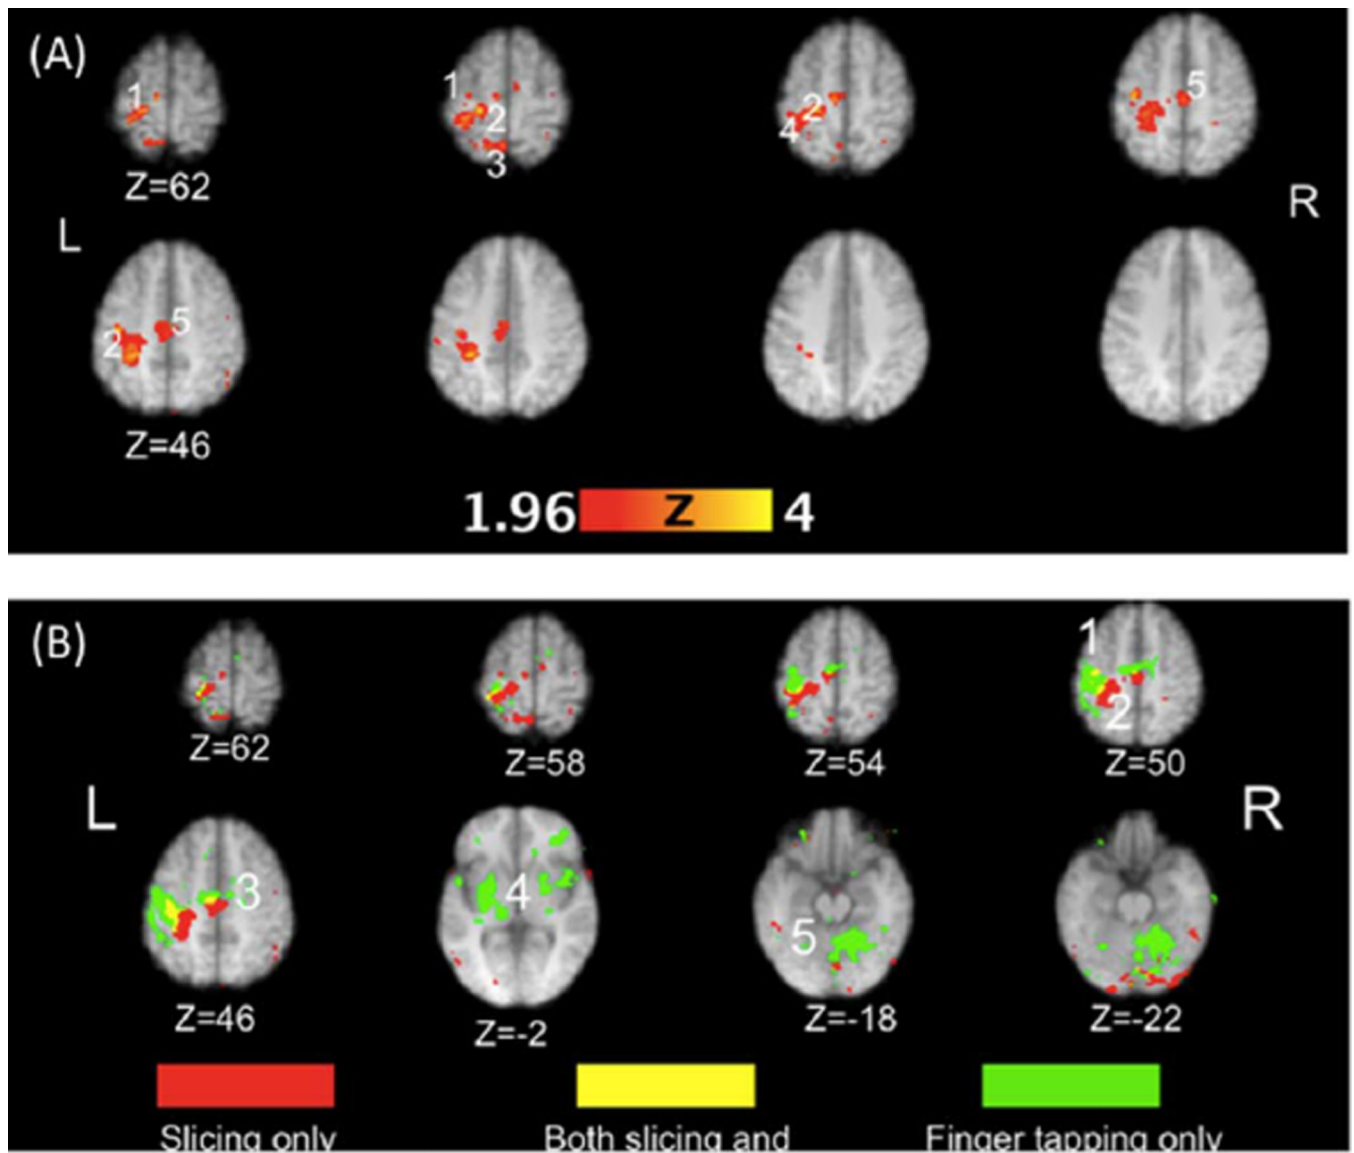 (A)
1
1
2
3
2
4
5
Z=62
L
R
2
5
Z=46
1.96 Z 4
(B)
1
2
Z=62
Z=58
Z=54
Z=50
L
R
3
4
5
Z=46
Z=-2
Z=-18
Z=-22
Slicing only
Both slicing and
Finger tapping only